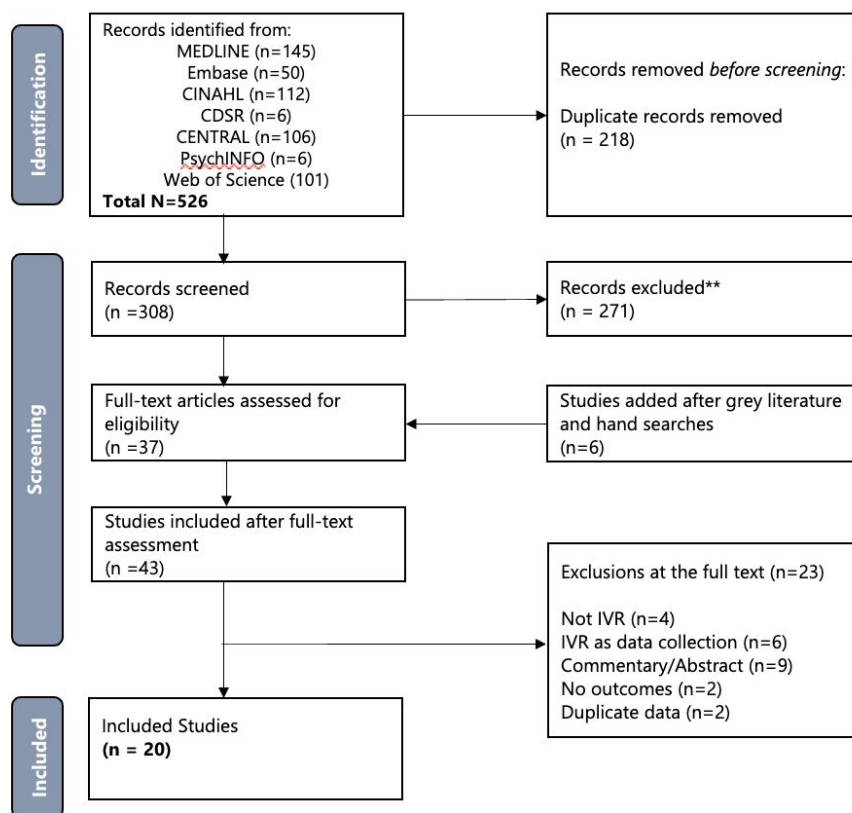 Identification
Records identified from:
MEDLINE (n=145)
Embase (n=50)
CINAHL (n=112)
CDSR (n=6)
CENTRAL (n=106)
PsychINFO (n=6)
Web of Science (101)
Total N=526
Records removed before screening:
Duplicate records removed
(n = 218)
Screening
Records screened
(n =308)
Records excluded**
(n = 271)
Full-text articles assessed for
eligibility
(n =37)
Studies added after grey literature
and hand searches
(n=6)
Studies included after full-text
assessment
(n =43)
Exclusions at the full text (n=23)
Not IVR (n=4)
IVR as data collection (n=6)
Commentary/Abstract (n=9)
No outcomes (n=2)
Duplicate data (n=2)
Included
Included Studies
(n = 20)